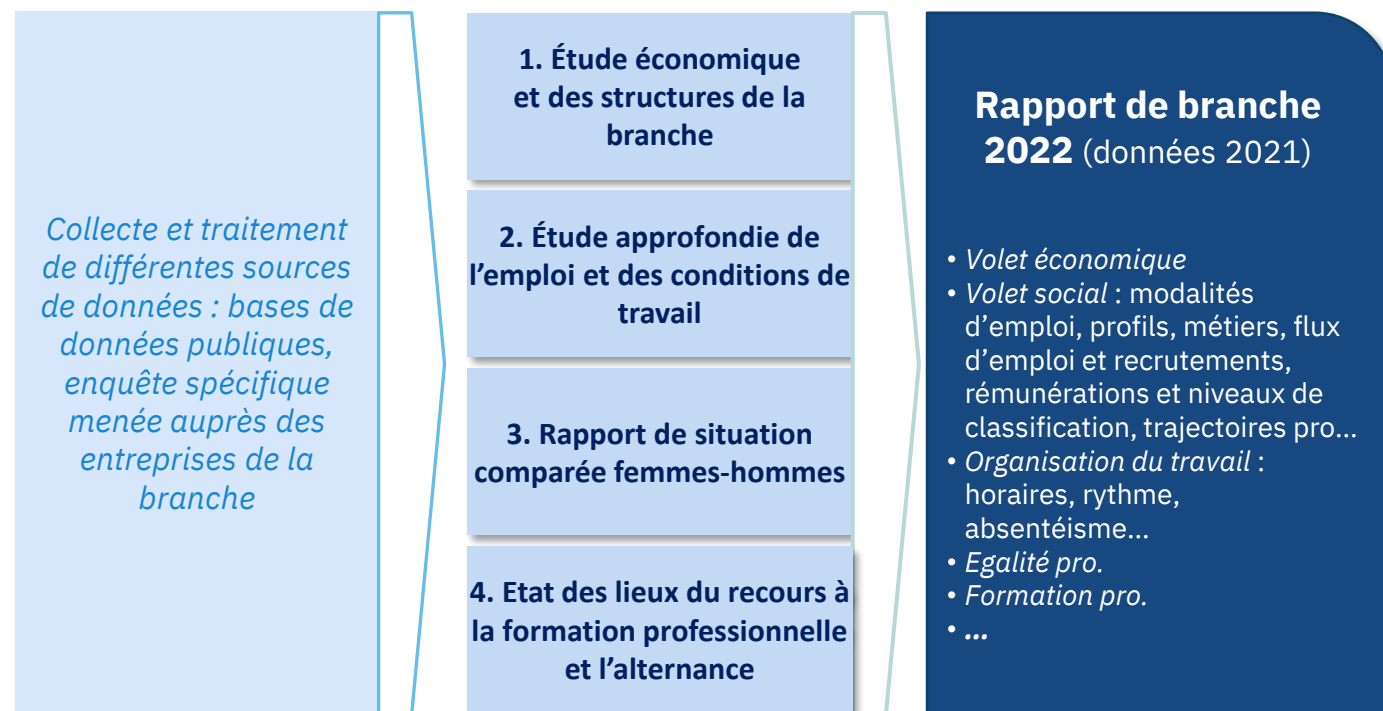 Collecte et traitement
de différentes sources
de données : bases de
données publiques,
enquête spécifique
menée auprès des
entreprises de la
branche
1. Étude économique
et des structures de la
branche
2. Étude approfondie de
l’emploi et des conditions de
travail
3. Rapport de situation
comparée femmes-hommes
4. Etat des lieux du recours à
la formation professionnelle
et l’alternance
Rapport de branche
2022 (données 2021)
• Volet économique
• Volet social : modalités
d’emploi, profils, métiers, flux
d’emploi et recrutements,
rémunérations et niveaux de
classification, trajectoires pro…
• Organisation du travail :
horaires, rythme,
absentéisme…
• Egalité pro.
• Formation pro.
• …